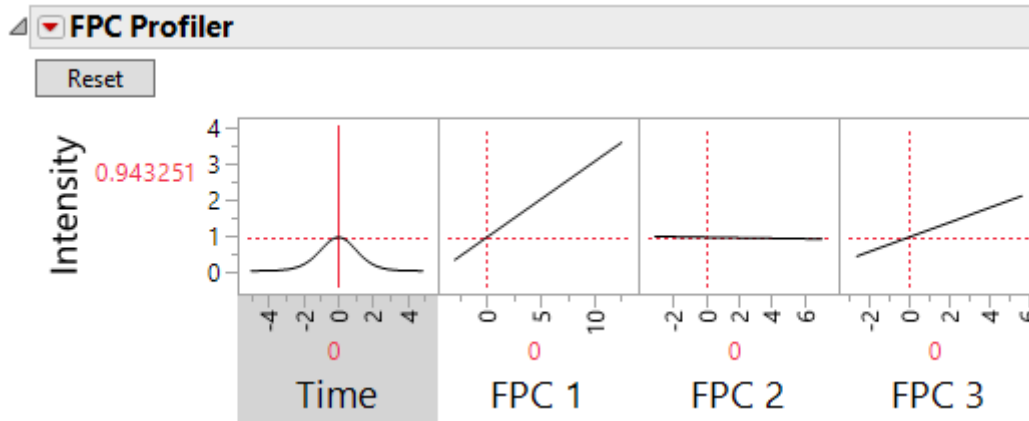 FPC Profiler
Reset
Intensity
0.943251
4
3
2
1
0
-4 -2 0 2 4
0 5 10
-2 0 2 4 6
-2 0 2 4 6
0 0 0 0
Time FPC 1 FPC 2 FPC 3